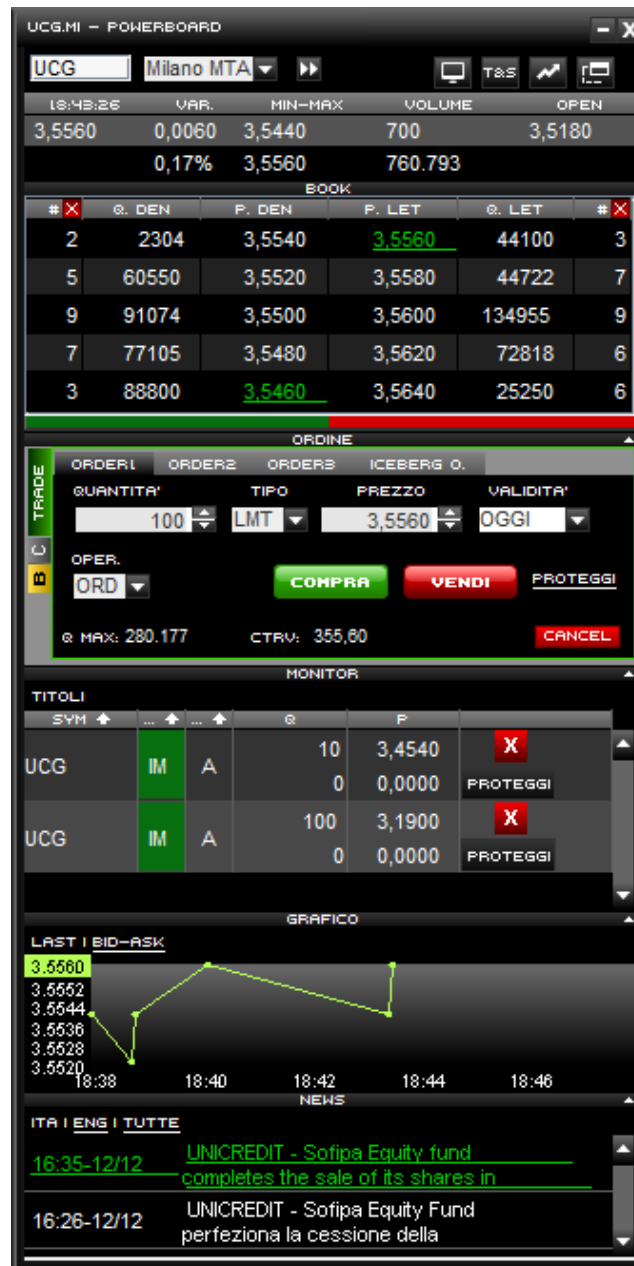 UCG.MI – POWERBOARD
UCG Milano MTA T&S
18:43:26 VAR. MIN–MAX VOLUME OPEN
3,5560 0,0060 3,5440 700 3,5180
0,17% 3,5560 760.793
BOOK
# X Q. DEN P. DEN P. LET Q. LET # X
2 2304 3,5540 3,5560 44100 3
5 60550 3,5520 3,5580 44722 7
9 91074 3,5500 3,5600 134955 9
7 77105 3,5480 3,5620 72818 6
3 88800 3,5460 3,5640 25250 6
ORDINE
TRADE
C
B
ORDER1 ORDER2 ORDER3 ICEBERG O.
QUANTITA' TIPO PREZZO VALIDITA'
100 LMT 3,5560 OGGI
OPER.
ORD COMPRA VENDI PROTEGGI
Q MAX: 280.177 CTRV: 355,60 CANCEL
MONITOR
TITOLI
SYM ... ... Q P
UCG IM A 10 3,4540 X
0 0,0000 PROTEGGI
UCG IM A 100 3,1900 X
0 0,0000 PROTEGGI
GRAFICO
LAST | BID–ASK
3.5560
3.5552
3.5544
3.5536
3.5528
3.5520
18:38 18:40 18:42 18:44 18:46
NEWS
ITA | ENG | TUTTE
16:35-12/12 UNICREDIT - Sofipa Equity fund
completes the sale of its shares in
16:26-12/12 UNICREDIT - Sofipa Equity Fund
perfeziona la cessione della